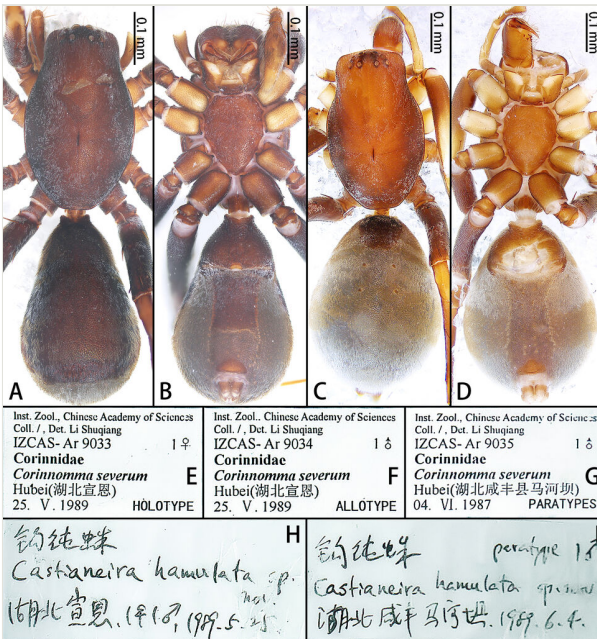 0.1 mm
0.1 mm
0.1 mm
0.1 mm
A
B
C
D
Inst. Zool., Chinese Academy of Sciences
Coll. /, Det. Li Shuqiang
IZCAS- Ar 9033 1♀
Corinnidae
Corinnomma severum
Hubei(湖北宣恩)
25. V. 1989 HOLOTYPE
E
Inst. Zool., Chinese Academy of Sciences
Coll. /, Det. Li Shuqiang
IZCAS- Ar 9034 1♂
Corinnidae
Corinnomma severum
Hubei(湖北宣恩)
25. V. 1989 ALLOTYPE
F
Inst. Zool., Chinese Academy of Sciences
Coll. /, Det. Li Shuqiang
IZCAS- Ar 9035 1♂
Corinnidae
Corinnomma severum
Hubei(湖北咸丰县马河坝)
04. VI. 1987 PARATYPES
G
H
钩纯蛛
Castianeira hamulata sp.
nov.
湖北宣恩, 1♀1♂, 1989.5.25.
I
钩纯蛛 paratype 1♂
Castianeira hamulata sp. nov.
湖北咸丰马河坝. 1989.6.4.